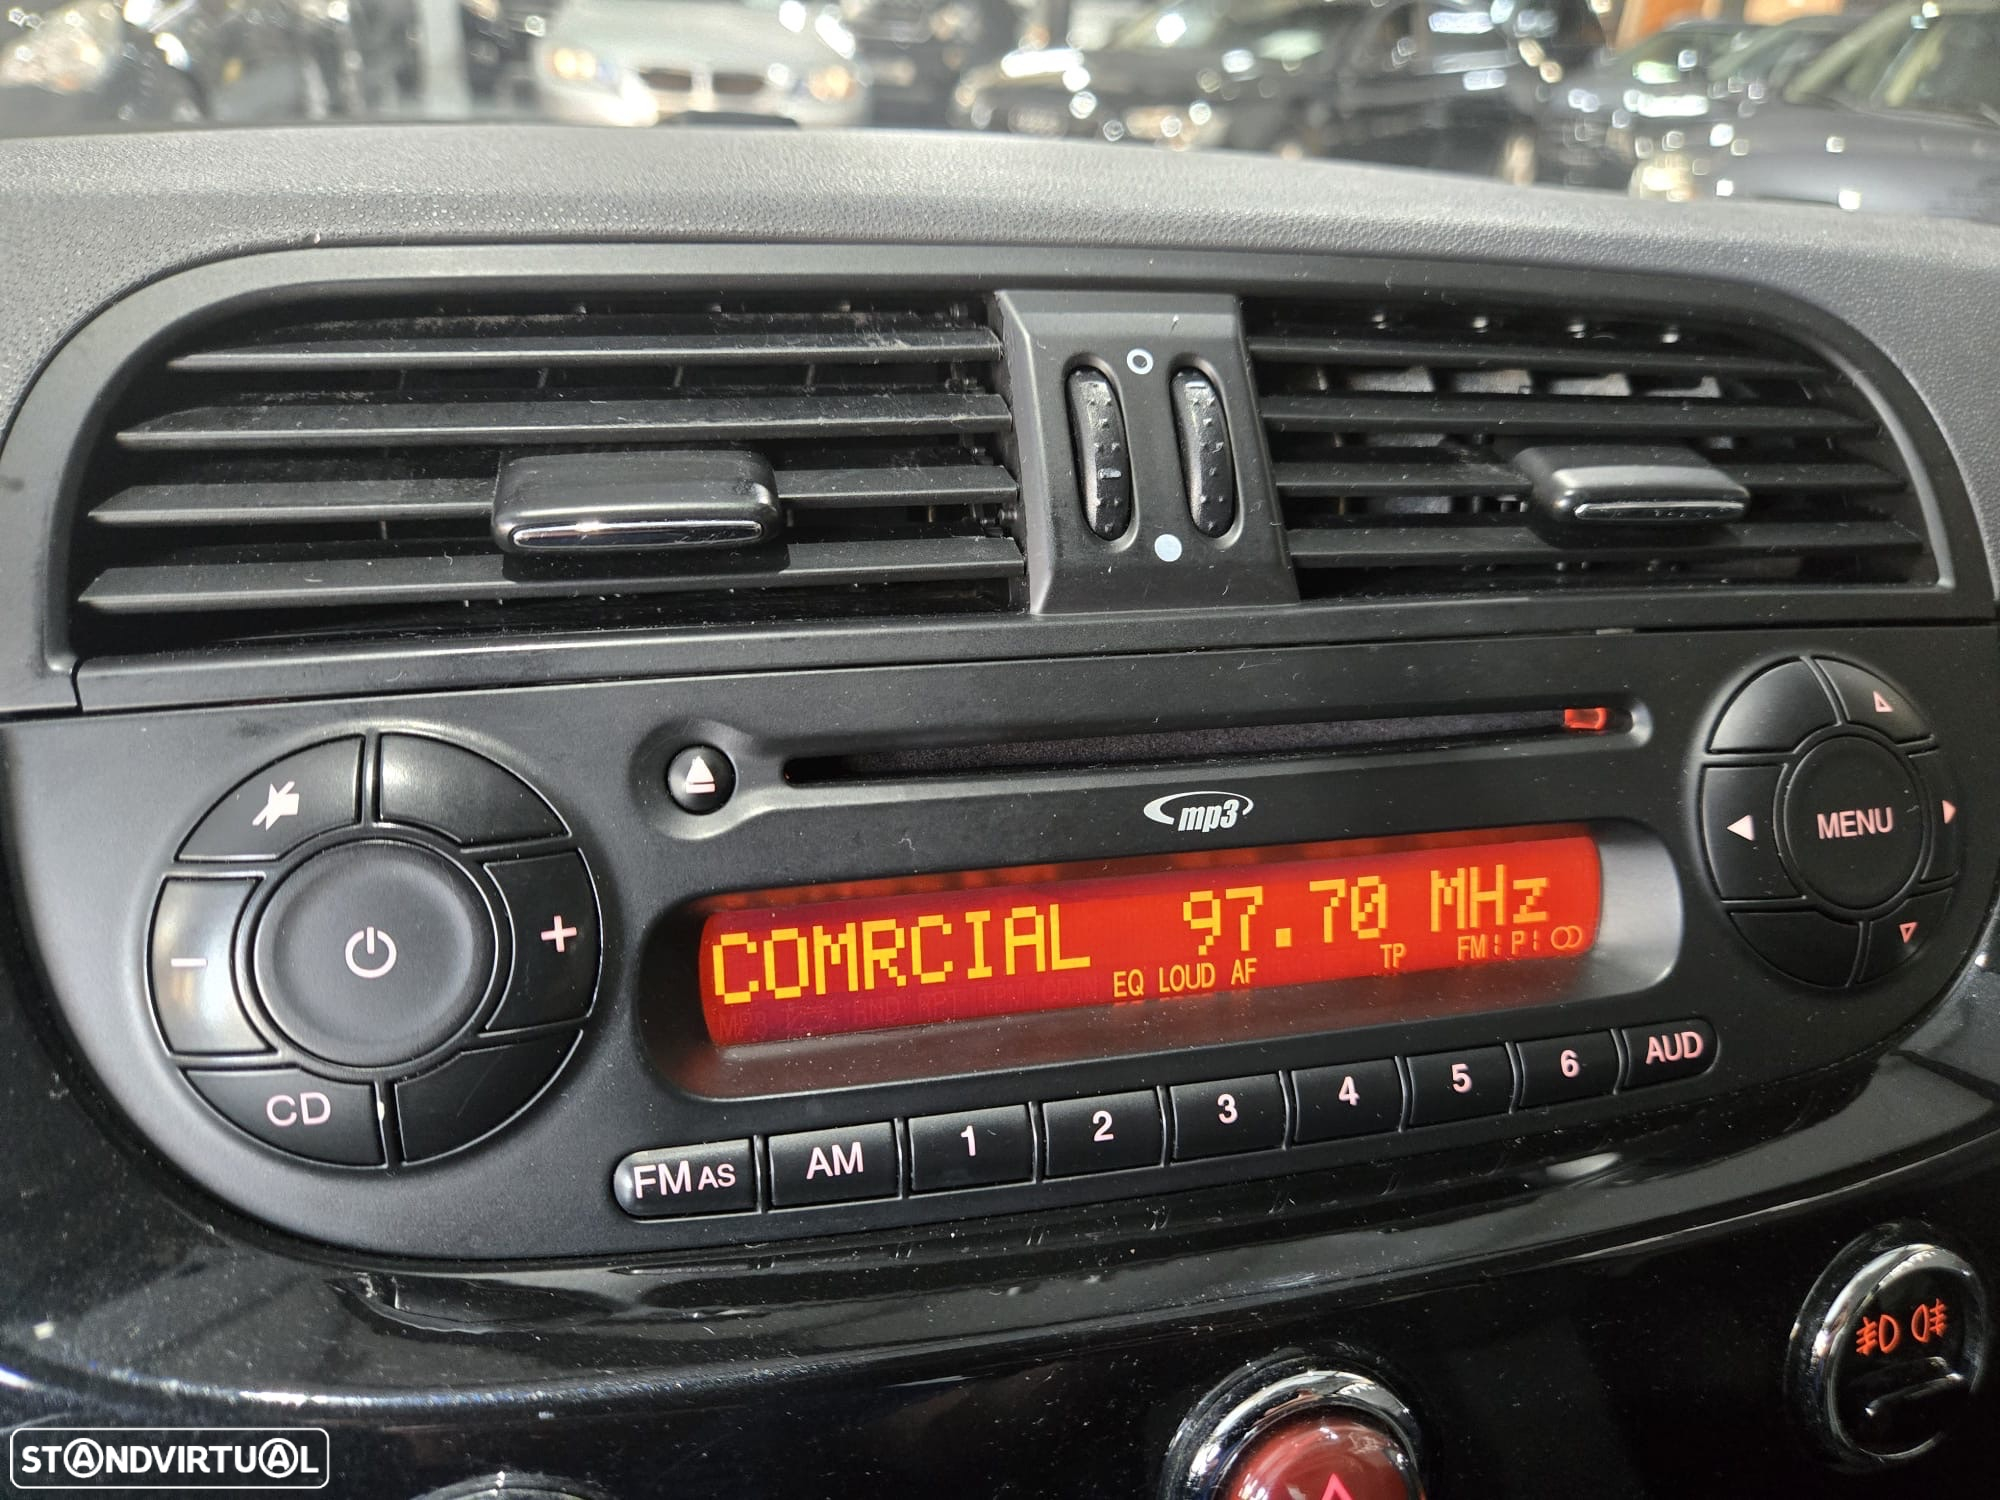 mp3
COMRCIAL 97.70 MHz
EQ LOUD AF TP FM P
MENU
CD
FM AS AM 1 2 3 4 5 6 AUD
STANDVIRTUAL